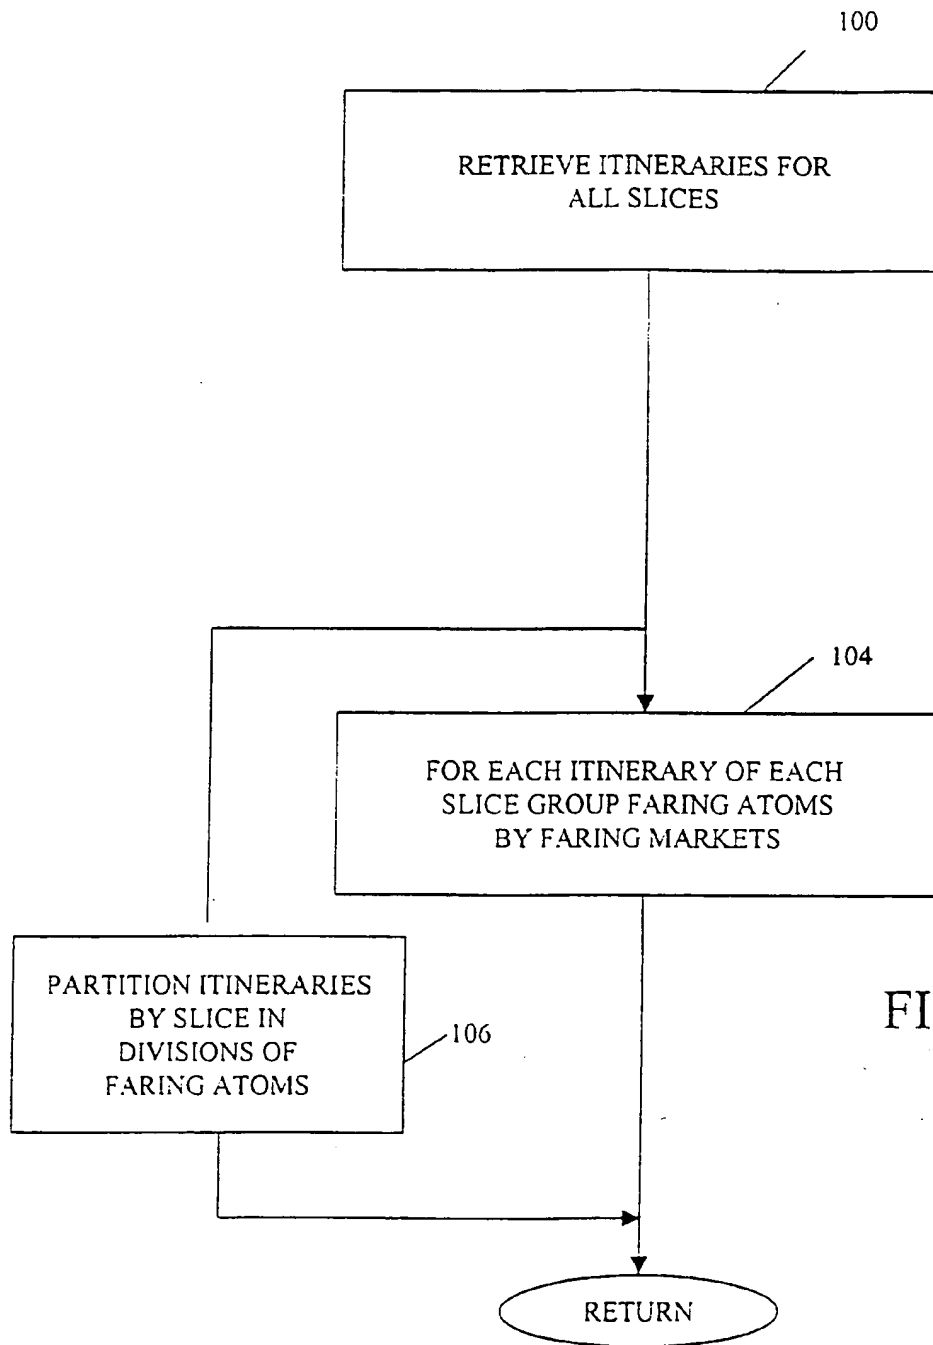 100
RETRIEVE ITINERARIES FOR
ALL SLICES
104
FOR EACH ITINERARY OF EACH
SLICE GROUP FARING ATOMS
BY FARING MARKETS
PARTITION ITINERARIES
BY SLICE IN
DIVISIONS OF
FARING ATOMS
106
FI
RETURN